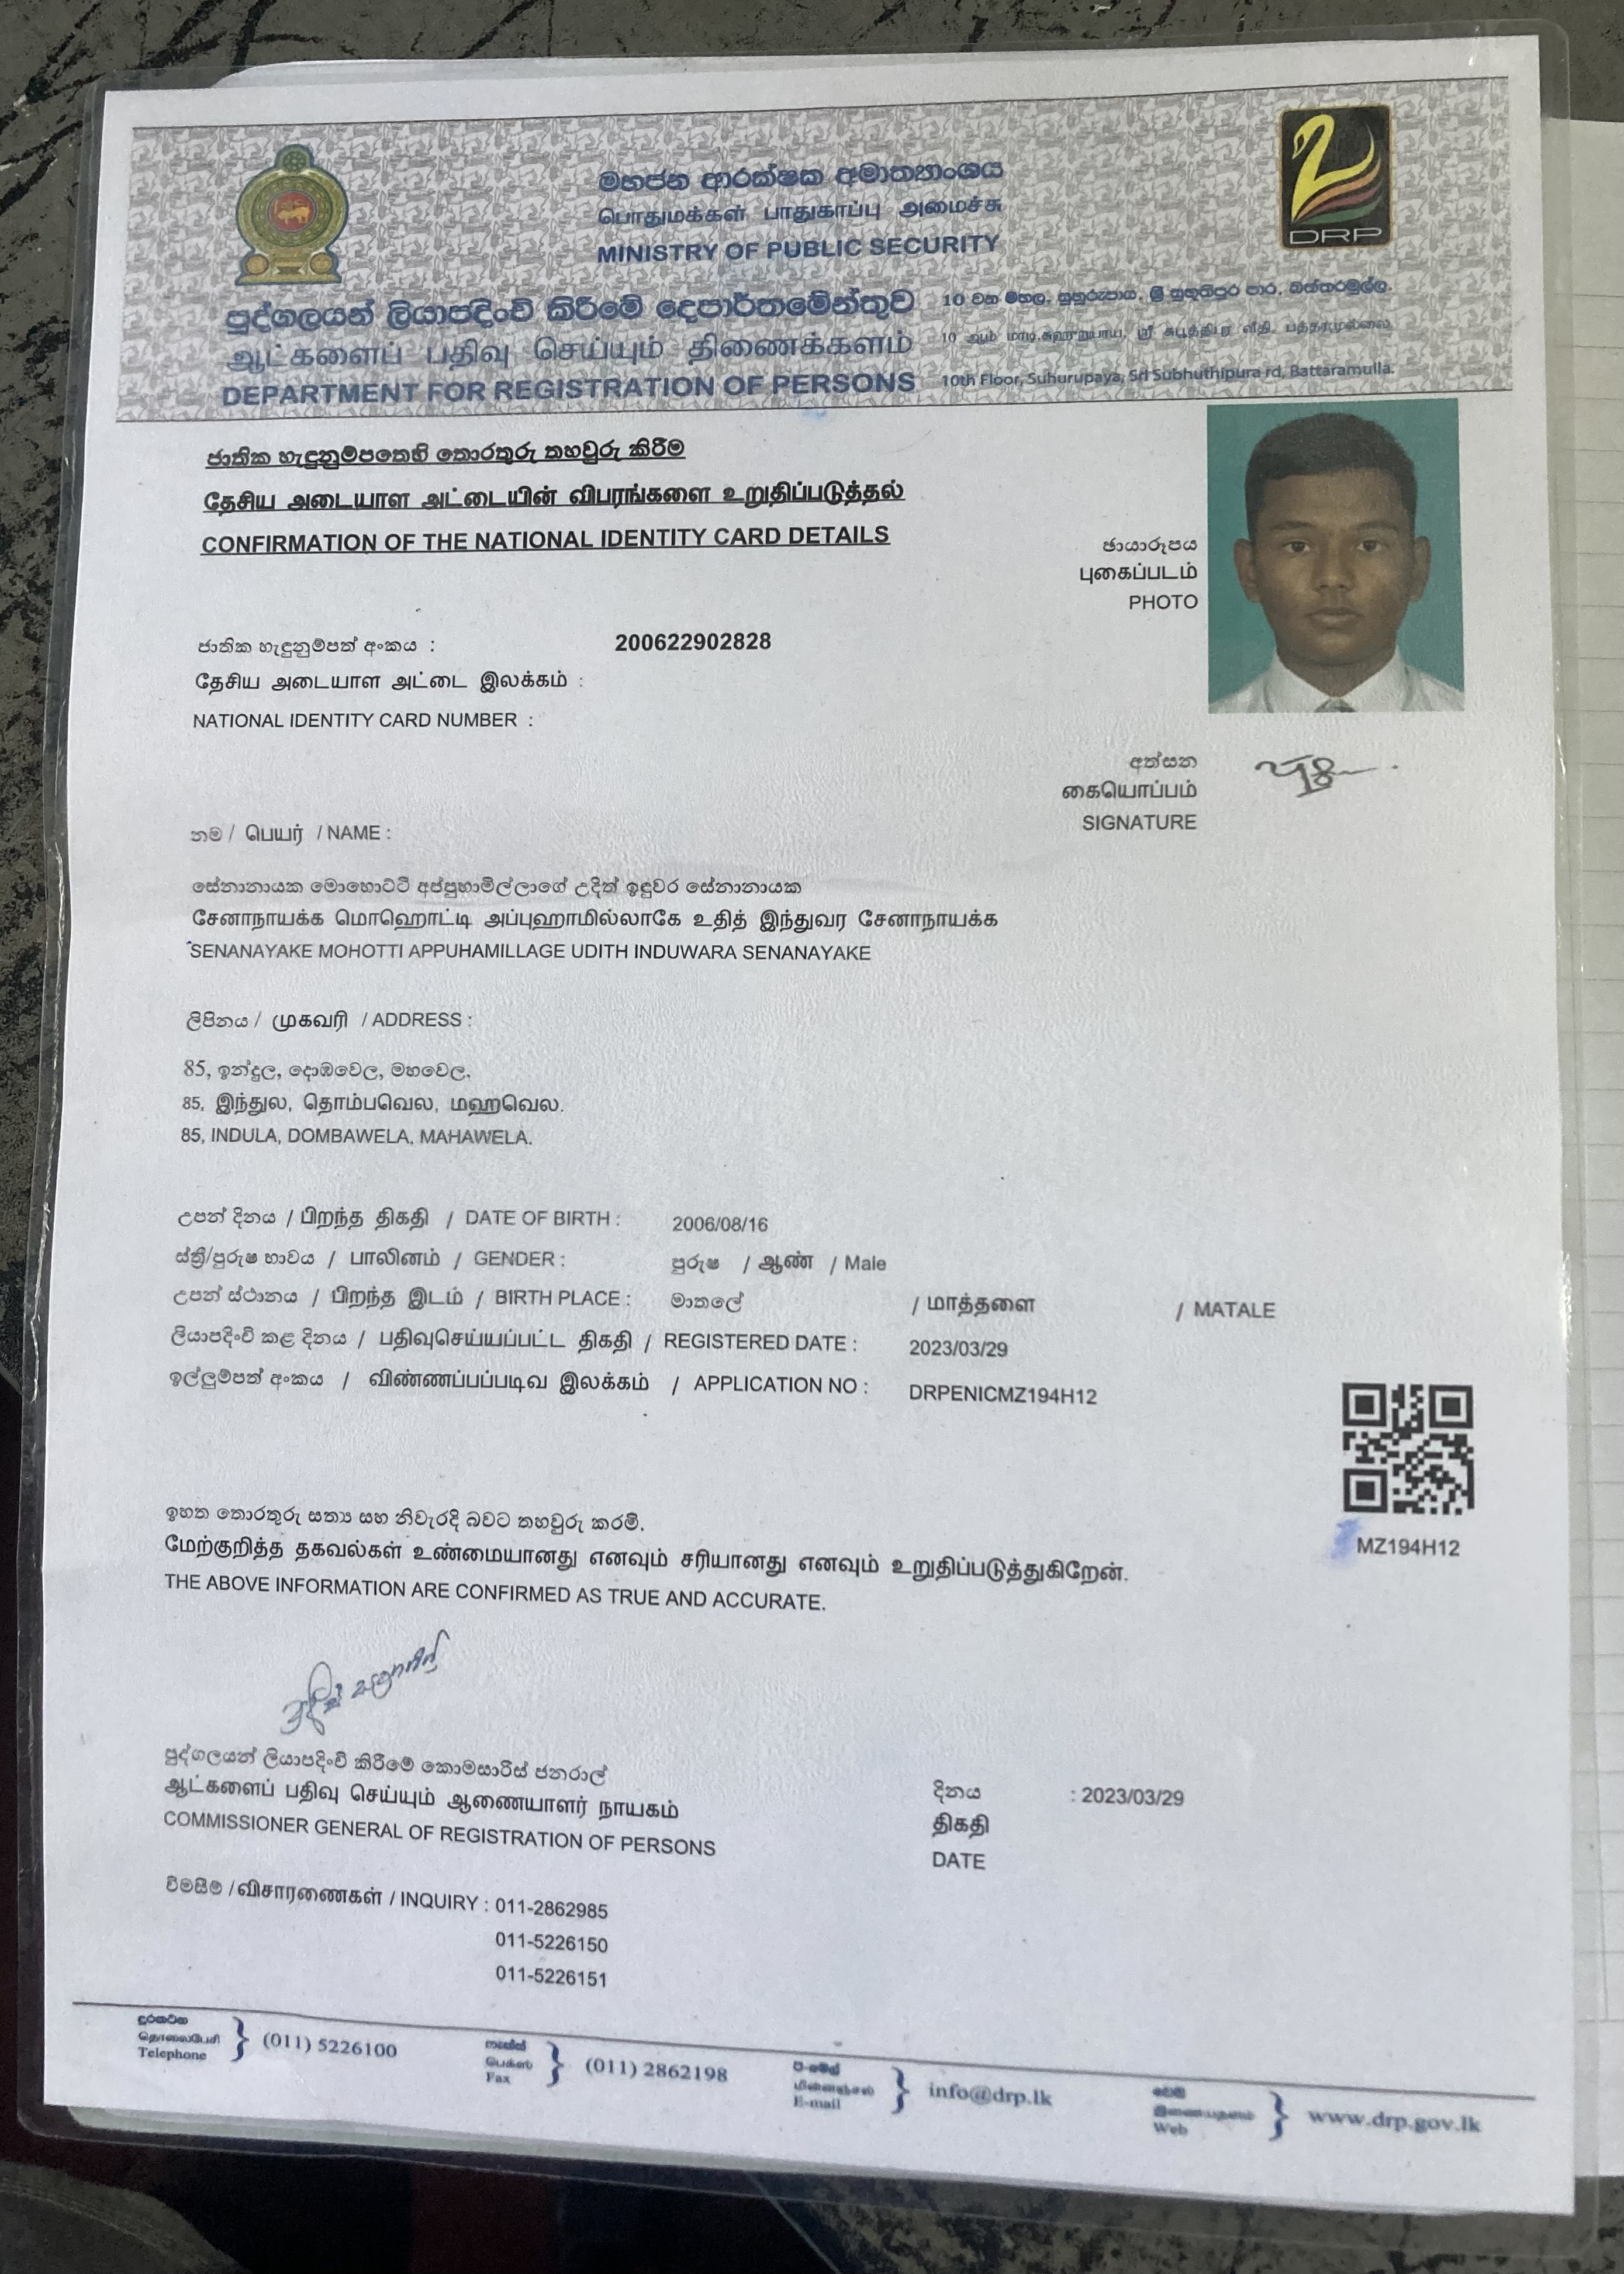 මහජන ආරක්ෂක අමාත්‍යාංශය
பொதுமக்கள் பாதுகாப்பு அமைச்சு
MINISTRY OF PUBLIC SECURITY
DRP
පුද්ගලයන් ලියාපදිංචි කිරීමේ දෙපාර්තමේන්තුව
ஆட்களைப் பதிவு செய்யும் திணைக்களம்
DEPARTMENT FOR REGISTRATION OF PERSONS
10 වන මහල, සුහුරුපාය, ශ්‍රී සුභූතිපුර පාර, බත්තරමුල්ල.
10 ஆம் மாடி, சுஹுறுபாய, ஸ்ரீ சுபூத்திபுர வீதி, பத்தரமுல்லை.
10th Floor, Suhurupaya, Sri Subhuthipura rd, Battaramulla.
ජාතික හැඳුනුම්පතෙහි තොරතුරු තහවුරු කිරීම
தேசிய அடையாள அட்டையின் விபரங்களை உறுதிப்படுத்தல்
CONFIRMATION OF THE NATIONAL IDENTITY CARD DETAILS
ඡායාරූපය
புகைப்படம்
PHOTO
ජාතික හැඳුනුම්පත් අංකය : 200622902828
தேசிய அடையாள அட்டை இலக்கம் :
NATIONAL IDENTITY CARD NUMBER :
අත්සන
கையொப்பம்
SIGNATURE
නම / பெயர் / NAME :
සේනානායක මොහොට්ටි අප්පුහාමිල්ලාගේ උදිත් ඉඳුවර සේනානායක
சேனாநாயக்க மொஹொட்டி அப்புஹாமில்லாகே உதித் இந்துவர சேனாநாயக்க
SENANAYAKE MOHOTTI APPUHAMILLAGE UDITH INDUWARA SENANAYAKE
ලිපිනය / முகவரி / ADDRESS :
85, ඉන්දුල, දොඹවෙල, මහවෙල,
85, இந்துல, தொம்பவெல, மஹவெல.
85, INDULA, DOMBAWELA, MAHAWELA.
උපන් දිනය / பிறந்த திகதி / DATE OF BIRTH : 2006/08/16
ස්ත්‍රී/පුරුෂ භාවය / பாலினம் / GENDER : පුරුෂ / ஆண் / Male
උපන් ස්ථානය / பிறந்த இடம் / BIRTH PLACE : මාතලේ / மாத்தளை / MATALE
ලියාපදිංචි කළ දිනය / பதிவுசெய்யப்பட்ட திகதி / REGISTERED DATE : 2023/03/29
ඉල්ලුම්පත් අංකය / விண்ணப்பப்படிவ இலக்கம் / APPLICATION NO : DRPENICMZ194H12
MZ194H12
ඉහත තොරතුරු සත්‍ය සහ නිවැරදි බවට තහවුරු කරමි.
மேற்குறித்த தகவல்கள் உண்மையானது எனவும் சரியானது எனவும் உறுதிப்படுத்துகிறேன்.
THE ABOVE INFORMATION ARE CONFIRMED AS TRUE AND ACCURATE.
පුද්ගලයන් ලියාපදිංචි කිරීමේ කොමසාරිස් ජනරාල්
ஆட்களைப் பதிவு செய்யும் ஆணையாளர் நாயகம்
COMMISSIONER GENERAL OF REGISTRATION OF PERSONS
දිනය : 2023/03/29
திகதி
DATE
විමසීම් / விசாரணைகள் / INQUIRY : 011-2862985
011-5226150
011-5226151
දුරකථන
தொலைபேசி
Telephone
(011) 5226100
ෆැක්ස්
பெக்ஸ்
Fax
(011) 2862198
ඊ-මේල්
மின்னஞ்சல்
E-mail
info@drp.lk
වෙබ්
இணையதளம்
Web
www.drp.gov.lk